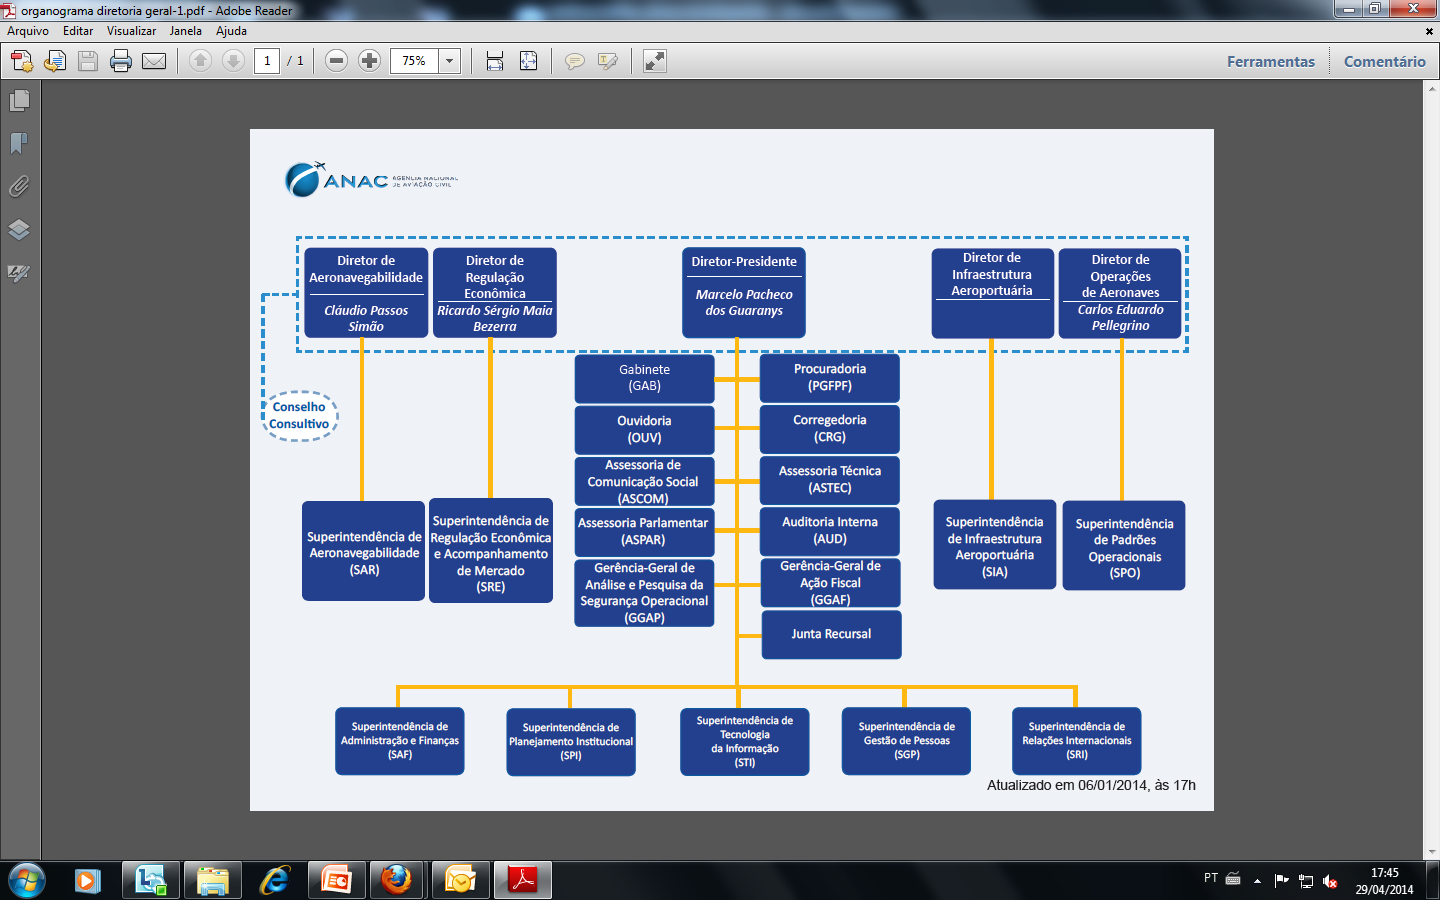 organograma diretoria geral-1.pdf - Adobe Reader
Arquivo Editar Visualizar Janela Ajuda
1 / 1 75% Ferramentas Comentário
ANAC AGÊNCIA NACIONAL
DE AVIAÇÃO CIVIL
Diretor de
Aeronavegabilidade
Cláudio Passos
Simão
Diretor de
Regulação
Econômica
Ricardo Sérgio Maia
Bezerra
Diretor-Presidente
Marcelo Pacheco
dos Guaranys
Diretor de
Infraestrutura
Aeroportuária
Diretor de
Operações
de Aeronaves
Carlos Eduardo
Pellegrino
Conselho
Consultivo
Gabinete
(GAB)
Procuradoria
(PGFPF)
Ouvidoria
(OUV)
Corregedoria
(CRG)
Assessoria de
Comunicação Social
(ASCOM)
Assessoria Técnica
(ASTEC)
Assessoria Parlamentar
(ASPAR)
Auditoria Interna
(AUD)
Gerência-Geral de
Análise e Pesquisa da
Segurança Operacional
(GGAP)
Gerência-Geral de
Ação Fiscal
(GGAF)
Junta Recursal
Superintendência de
Aeronavegabilidade
(SAR)
Superintendência de
Regulação Econômica
e Acompanhamento
de Mercado
(SRE)
Superintendência
de Infraestrutura
Aeroportuária
(SIA)
Superintendência
de Padrões
Operacionais
(SPO)
Superintendência de
Administração e Finanças
(SAF)
Superintendência de
Planejamento Institucional
(SPI)
Superintendência de
Tecnologia
da Informação
(STI)
Superintendência de
Gestão de Pessoas
(SGP)
Superintendência de
Relações Internacionais
(SRI)
Atualizado em 06/01/2014, às 17h
PT
17:45
29/04/2014